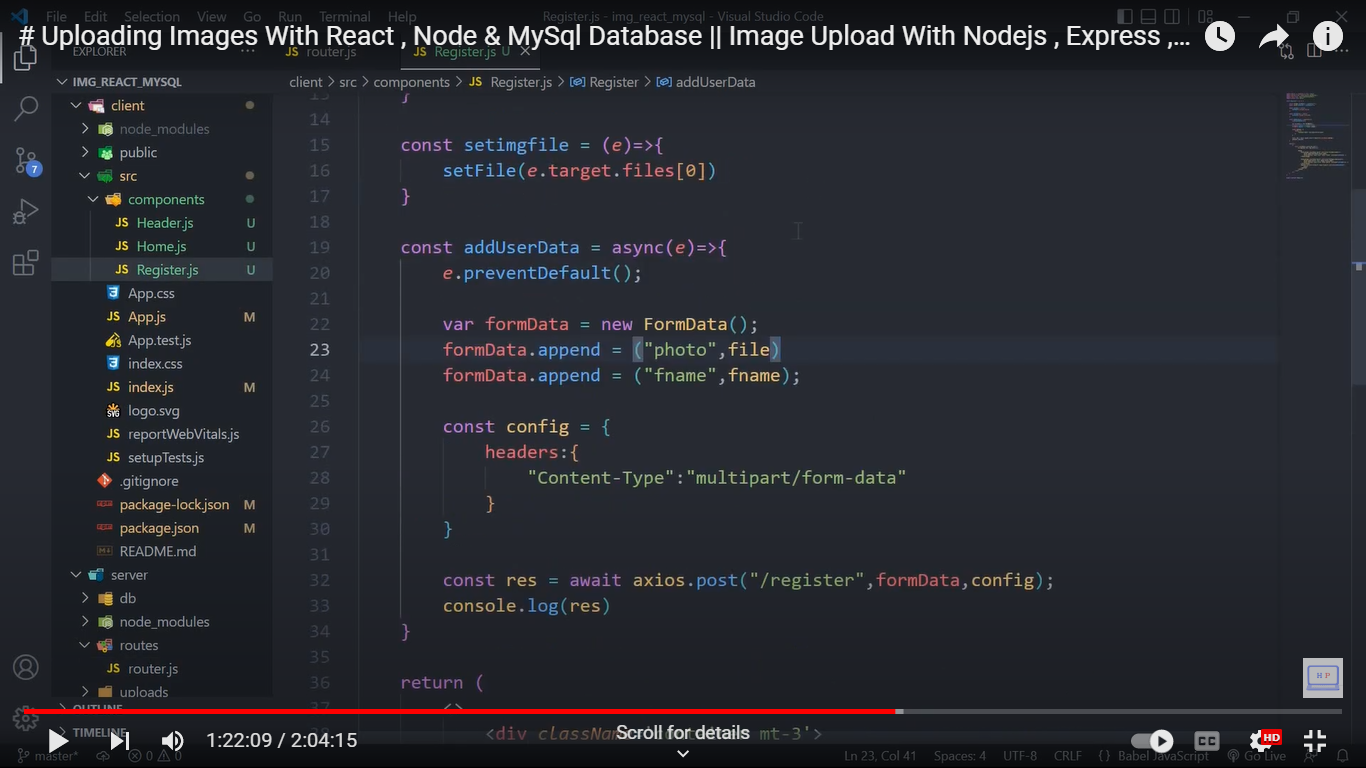 File Edit Selection View Go Run Terminal Help
Register.js - img_react_mysql - Visual Studio Code
# Uploading Images With React , Node & MySql Database || Image Upload With Nodejs , Express ,...
EXPLORER
JS router.js
JS Register.js U
IMG_REACT_MYSQL
client > src > components > JS Register.js > Register > addUserData
client
node_modules
public
src
components
JS Header.js U
JS Home.js U
JS Register.js U
App.css
JS App.js M
App.test.js
index.css
JS index.js M
logo.svg
JS reportWebVitals.js
JS setupTests.js
.gitignore
package-lock.json M
package.json M
README.md
server
db
node_modules
routes
JS router.js
uploads
OUTLINE
TIMELINE
7
13 }
14
15 const setimgfile = (e)=>{
16 setFile(e.target.files[0])
17 }
18
19 const addUserData = async(e)=>{
20 e.preventDefault();
21
22 var formData = new FormData();
23 formData.append = ("photo",file)
24 formData.append = ("fname",fname);
25
26 const config = {
27 headers:{
28 "Content-Type":"multipart/form-data"
29 }
30 }
31
32 const res = await axios.post("/register",formData,config);
33 console.log(res)
34 }
35
36 return (
37 <>
<div className= mt-3'>
H P
Scroll for details
1:22:09 / 2:04:15
CC
HD
master* 0 0
Ln 23, Col 41 Spaces: 4 UTF-8 CRLF {} Babel JavaScript Go Live